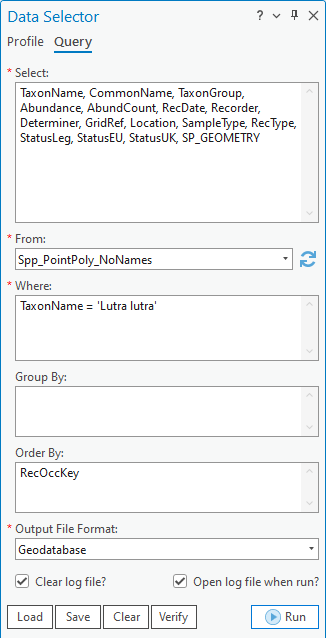 Data Selector
Profile Query
* Select:
TaxonName, CommonName, TaxonGroup,
Abundance, AbundCount, RecDate, Recorder,
Determiner, GridRef, Location, SampleType, RecType,
StatusLeg, StatusEU, StatusUK, SP_GEOMETRY
* From:
Spp_PointPoly_NoNames
* Where:
TaxonName = 'Lutra lutra'
Group By:
Order By:
RecOccKey
* Output File Format:
Geodatabase
Clear log file? Open log file when run?
Load Save Clear Verify Run